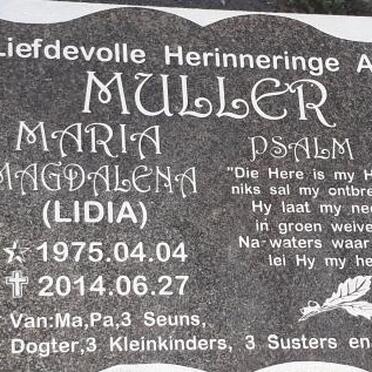 Liefdevolle Herinneringe A
MULLER
MARIA
MAGDALENA
(LIDIA)
☆ 1975.04.04
✝ 2014.06.27
PSALM
"Die Here is my H
niks sal my ontbre
Hy laat my ne
in groen weive
Na-waters waar
lei Hy my he
Van:Ma,Pa,3 Seuns,
Dogter,3 Kleinkinders, 3 Susters en